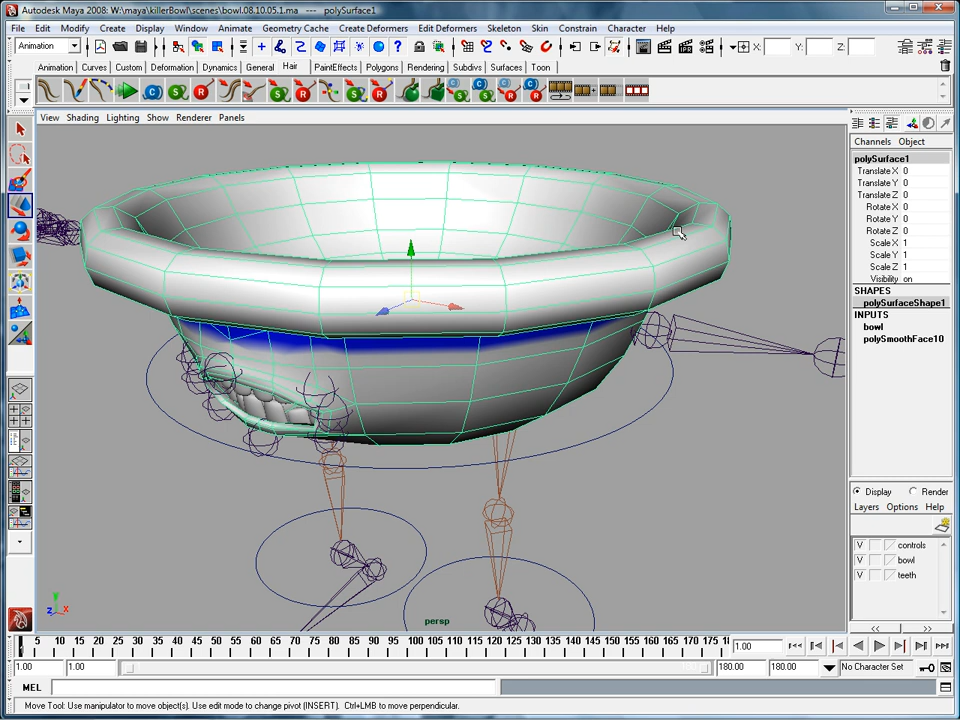 Autodesk Maya 2008: W:\maya\killerBowl\scenes\bowl.08.10.05.1.ma --- polySurface1
File Edit Modify Create Display Window Assets Animate Geometry Cache Create Deformers Edit Deformers Skeleton Skin Constrain Character Help
Animation X: Y: Z:
Animation Curves Custom Deformation Dynamics General Hair PaintEffects Polygons Rendering Subdivs Surfaces Toon
View Shading Lighting Show Renderer Panels
Channels Object
polySurface1
Translate X 0
Translate Y 0
Translate Z 0
Rotate X 0
Rotate Y 0
Rotate Z 0
Scale X 1
Scale Y 1
Scale Z 1
Visibility on
SHAPES
polySurfaceShape1
INPUTS
bowl
polySmoothFace10
Display Render
Layers Options Help
V controls
V bowl
V teeth
y
z x
persp
5 10 15 20 25 30 35 40 45 50 55 60 65 70 75 80 85 90 95 100 105 110 115 120 125 130 135 140 145 150 155 160 165 170 175 1 1.00
1.00 1.00 180.00 180.00 No Character Set
MEL
Move Tool: Use manipulator to move object(s). Use edit mode to change pivot (INSERT). Ctrl+LMB to move perpendicular.